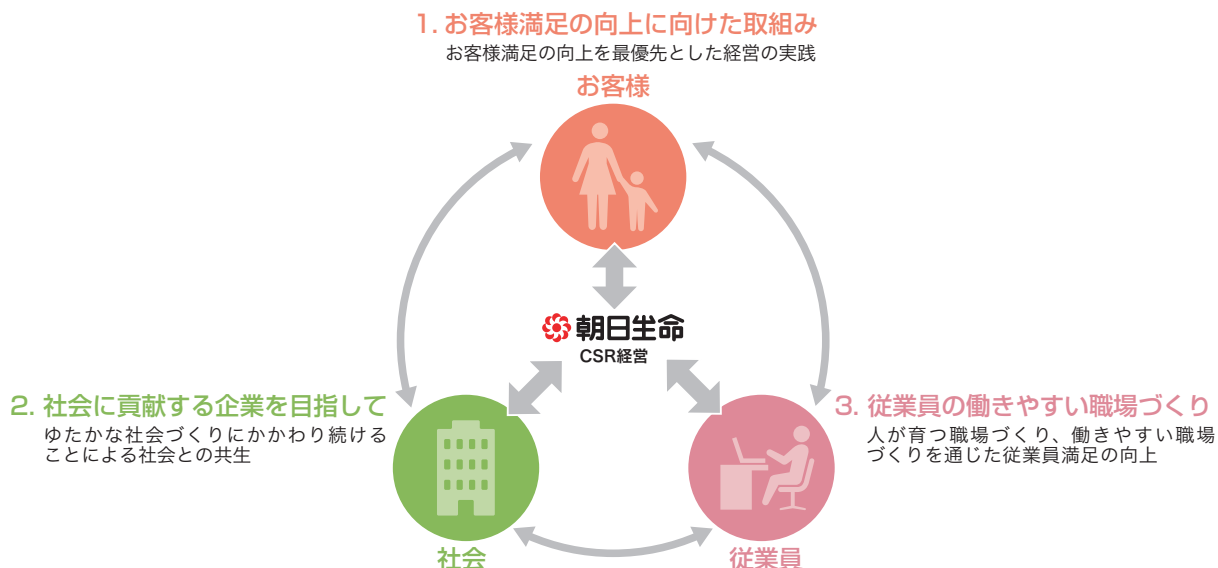 1. お客様満足の向上に向けた取組み
お客様満足の向上を最優先とした経営の実践
お客様
朝日生命
CSR経営
2. 社会に貢献する企業を目指して
ゆたかな社会づくりにかかわり続ける
ことによる社会との共生
社会
3. 従業員の働きやすい職場づくり
人が育つ職場づくり、働きやすい職場
づくりを通じた従業員満足の向上
従業員